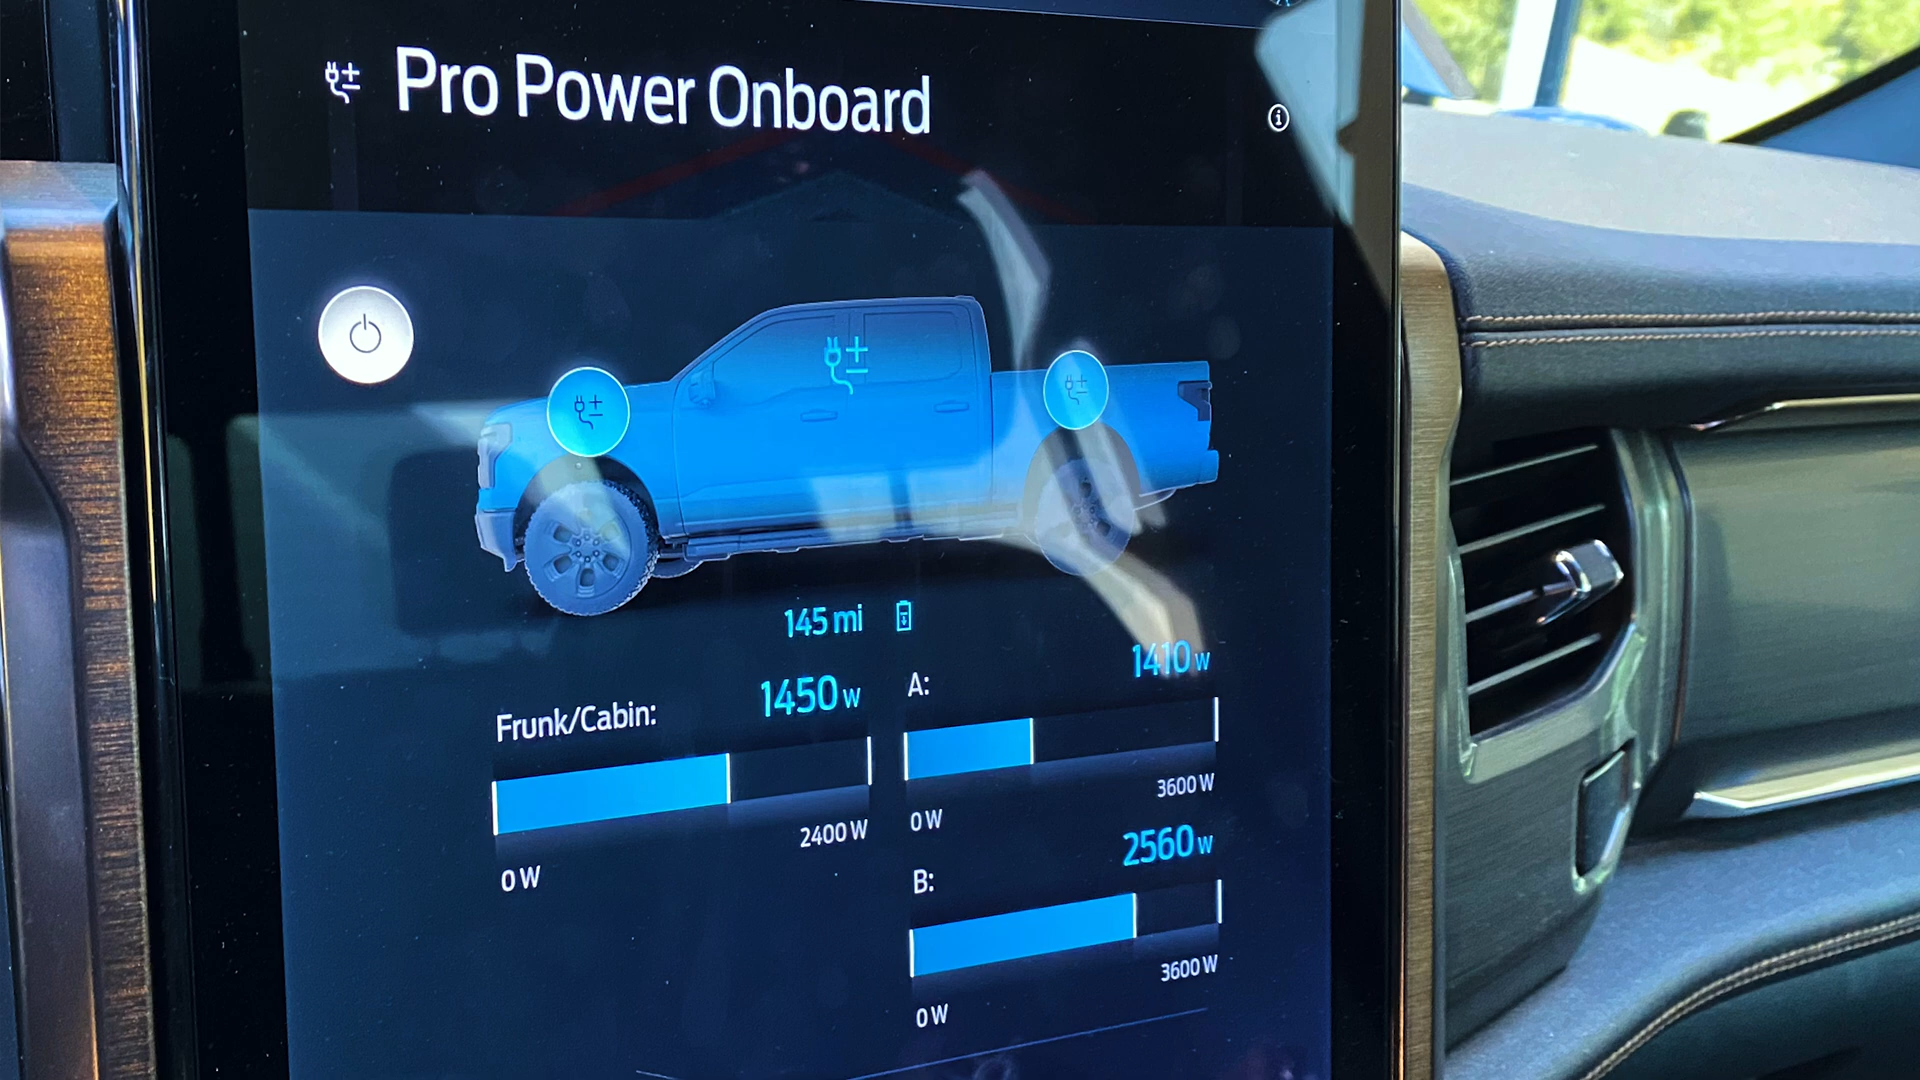 Pro Power Onboard
145 mi
Frunk/Cabin:
1450 W
0 W
2400 W
A:
1410 W
0 W
3600 W
B:
2560 W
0 W
3600 W